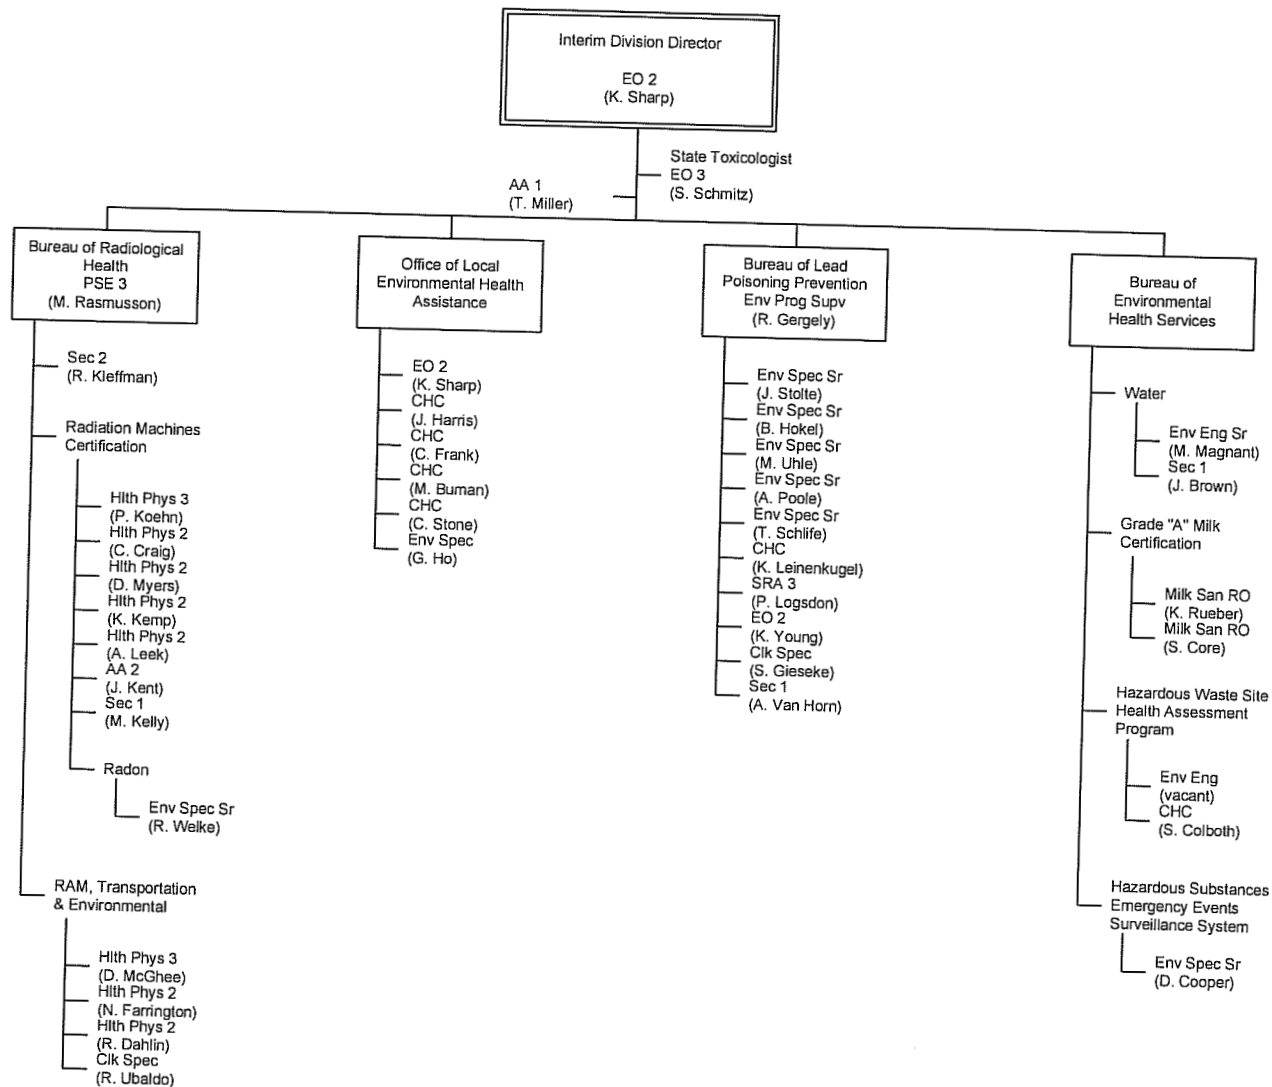 Interim Division Director
EO 2
(K. Sharp)
State Toxicologist
EO 3
(S. Schmitz)
AA 1
(T. Miller)
Bureau of Radiological
Health
PSE 3
(M. Rasmusson)
Sec 2
(R. Kleffman)
Radiation Machines
Certification
Hlth Phys 3
(P. Koehn)
Hlth Phys 2
(C. Craig)
Hlth Phys 2
(D. Myers)
Hlth Phys 2
(K. Kemp)
Hlth Phys 2
(A. Leek)
AA 2
(J. Kent)
Sec 1
(M. Kelly)
Radon
Env Spec Sr
(R. Welke)
RAM, Transportation
& Environmental
Hlth Phys 3
(D. McGhee)
Hlth Phys 2
(N. Farrington)
Hlth Phys 2
(R. Dahlin)
Clk Spec
(R. Ubaldo)
Office of Local
Environmental Health
Assistance
EO 2
(K. Sharp)
CHC
(J. Harris)
CHC
(C. Frank)
CHC
(M. Buman)
CHC
(C. Stone)
Env Spec
(G. Ho)
Bureau of Lead
Poisoning Prevention
Env Prog Supv
(R. Gergely)
Env Spec Sr
(J. Stolte)
Env Spec Sr
(B. Hokel)
Env Spec Sr
(M. Uhle)
Env Spec Sr
(A. Poole)
Env Spec Sr
(T. Schlife)
CHC
(K. Leinenkugel)
SRA 3
(P. Logsdon)
EO 2
(K. Young)
Clk Spec
(S. Gieseke)
Sec 1
(A. Van Horn)
Bureau of
Environmental
Health Services
Water
Env Eng Sr
(M. Magnant)
Sec 1
(J. Brown)
Grade "A" Milk
Certification
Milk San RO
(K. Rueber)
Milk San RO
(S. Core)
Hazardous Waste Site
Health Assessment
Program
Env Eng
(vacant)
CHC
(S. Colboth)
Hazardous Substances
Emergency Events
Surveillance System
Env Spec Sr
(D. Cooper)